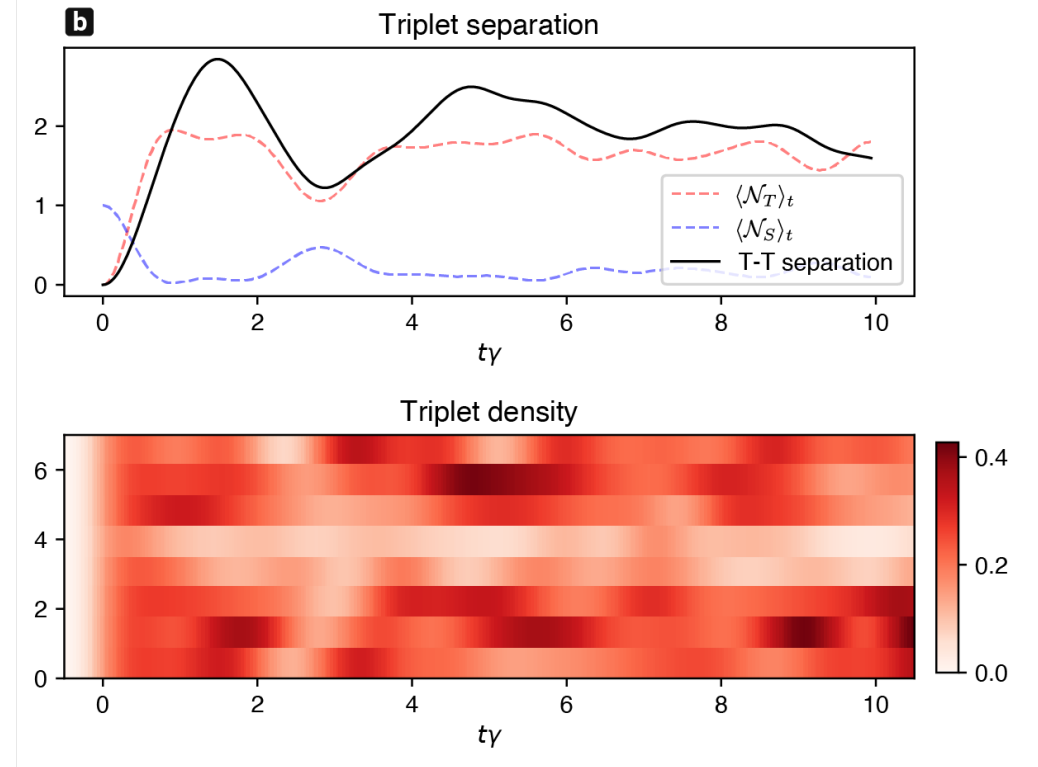 b
Triplet separation
2
1
0
⟨𝒩_T⟩_t
⟨𝒩_S⟩_t
T-T separation
0 2 4 6 8 10
tγ
Triplet density
6
4
2
0
0.4
0.2
0.0
0 2 4 6 8 10
tγ